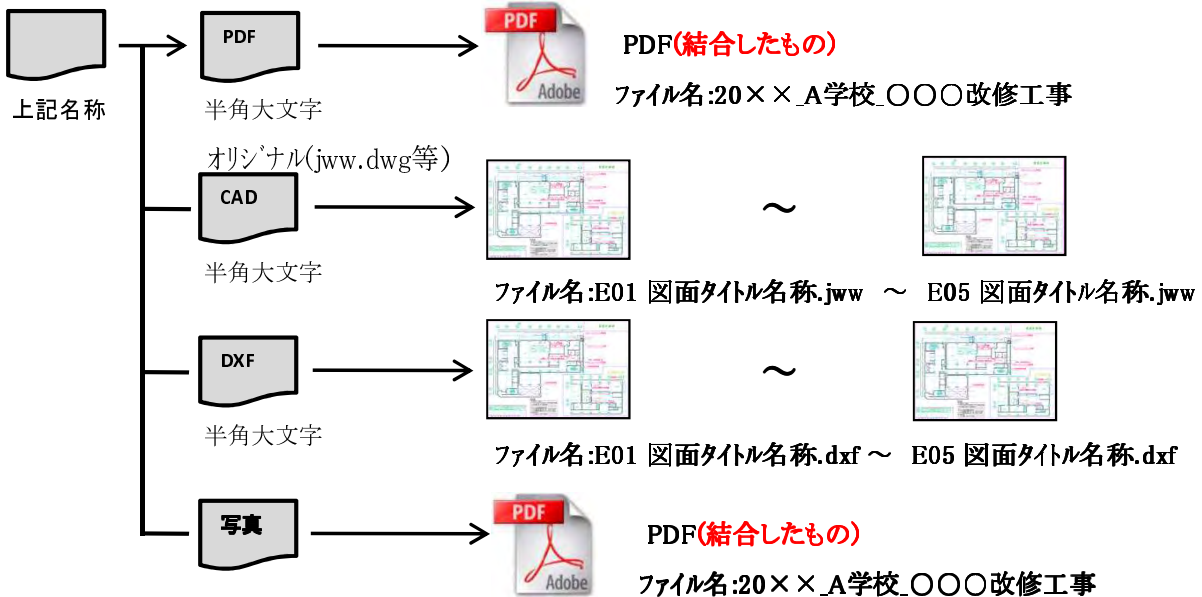 上記名称
PDF
半角大文字
PDF
Adobe
PDF(結合したもの)
ファイル名:20××_A学校_○○○改修工事
オリジナル(jww.dwg等)
CAD
半角大文字
～
ファイル名:E01 図面タイトル名称.jww ～ E05 図面タイトル名称.jww
DXF
半角大文字
～
ファイル名:E01 図面タイトル名称.dxf ～ E05 図面タイトル名称.dxf
写真
PDF
Adobe
PDF(結合したもの)
ファイル名:20××_A学校_○○○改修工事